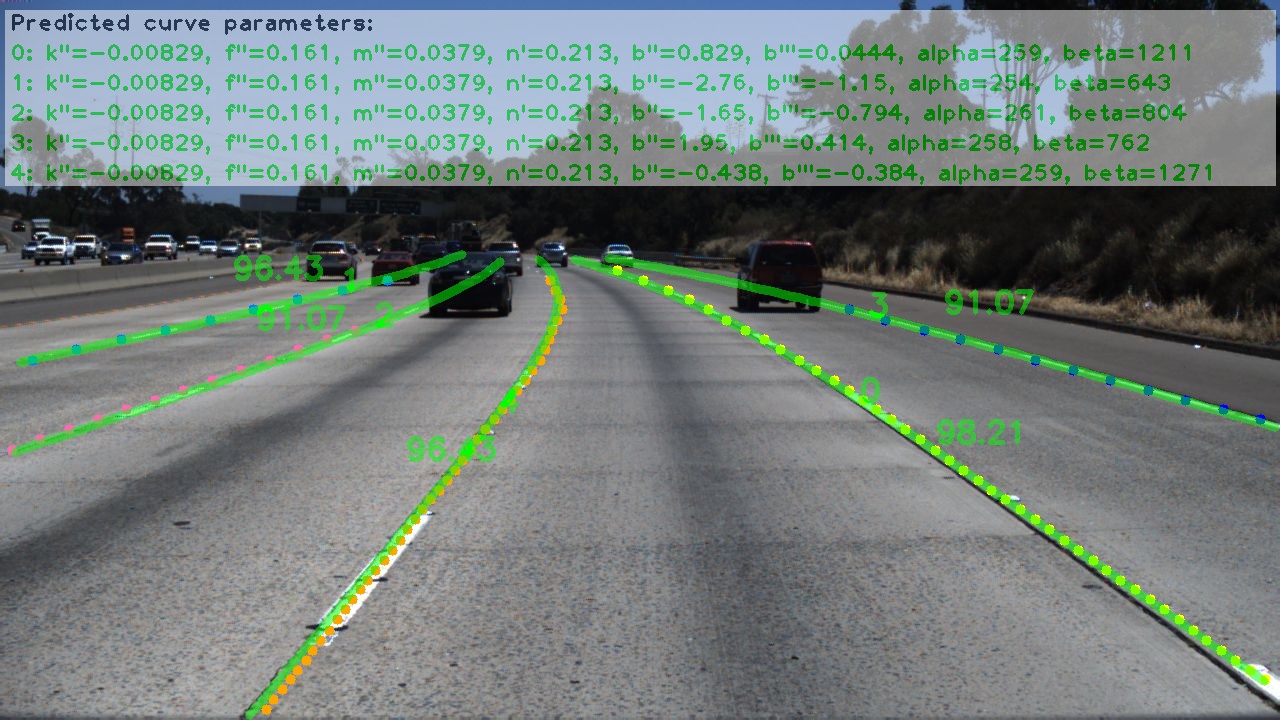 Predicted curve parameters:
0: k''=-0.00829, f''=0.161, m''=0.0379, n'=0.213, b''=0.829, b'''=0.0444, alpha=259, beta=1211
1: k''=-0.00829, f''=0.161, m''=0.0379, n'=0.213, b''=-2.76, b'''=-1.15, alpha=254, beta=643
2: k''=-0.00829, f''=0.161, m''=0.0379, n'=0.213, b''=-1.65, b'''=-0.794, alpha=261, beta=804
3: k''=-0.00829, f''=0.161, m''=0.0379, n'=0.213, b''=1.95, b'''=0.414, alpha=258, beta=762
4: k''=-0.00829, f''=0.161, m''=0.0379, n'=0.213, b''=-0.438, b'''=-0.384, alpha=259, beta=1271
96.43 1
91.07 2
3 91.07
0
98.21